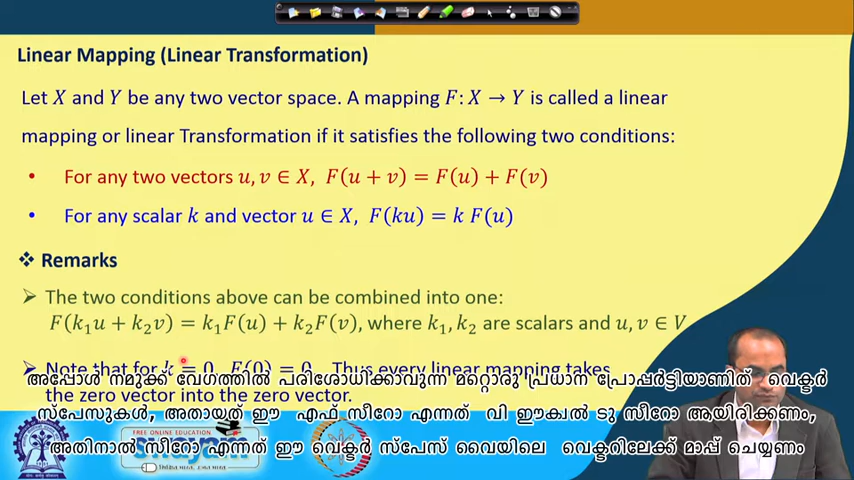 Linear Mapping (Linear Transformation)
Let X and Y be any two vector space. A mapping F: X → Y is called a linear
mapping or linear Transformation if it satisfies the following two conditions:
• For any two vectors u, v ∈ X, F(u + v) = F(u) + F(v)
• For any scalar k and vector u ∈ X, F(ku) = k F(u)
❖ Remarks
➢ The two conditions above can be combined into one:
F(k₁u + k₂v) = k₁F(u) + k₂F(v), where k₁, k₂ are scalars and u, v ∈ V
➢ Note that for k = 0, F(0) = 0. Thus every linear mapping takes
the zero vector into the zero vector.
അപ്പോൾ നമുക്ക് വേഗത്തിൽ പരിശോധിക്കാവുന്ന മറ്റൊരു പ്രധാന പ്രോപ്പർട്ടിയാണിത് വെക്ടർ
സ്പേസുകൾ, അതായത് ഈ എഫ് സീറോ എന്നത് വി ഈക്വൽ ടു സീറോ ആയിരിക്കണം,
അതിനാൽ സീറോ എന്നത് ഈ വെക്ടർ സ്പേസ് വൈയിലെ വെക്ടറിലേക്ക് മാപ്പ് ചെയ്യണം
FREE ONLINE EDUCATION
swayam